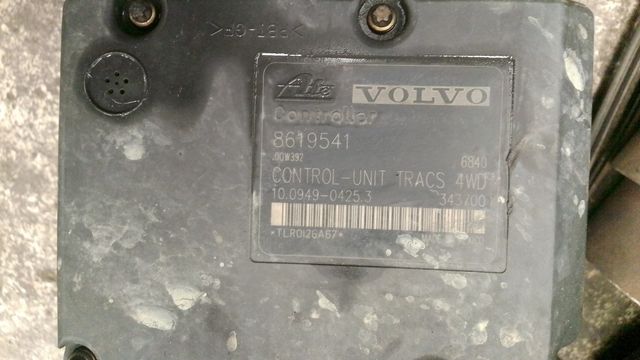 >PBT-GF<
Ate VOLVO
Controller
8619541
00W392 6840
CONTROL-UNIT TRACS 4WD
10.0949-0425.3 343700
*TLR0126A67*